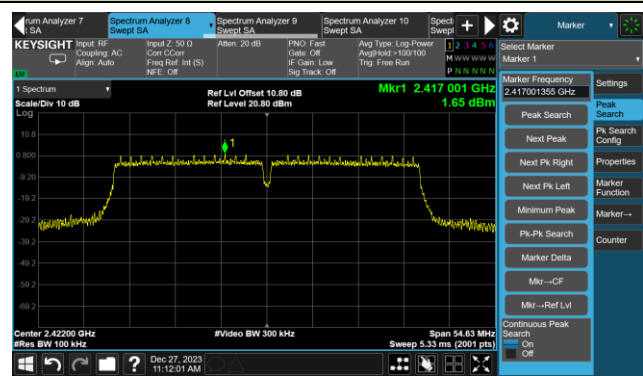 rum Analyzer 7
t SA
Spectrum Analyzer 8
Swept SA
Spectrum Analyzer 9
Swept SA
Spectrum Analyzer 10
Swept SA
Spect
Swept
+
Marker
KEYSIGHT
Input: RF
Coupling: AC
Align: Auto
Input Z: 50 Ω
Corr CCorr
Freq Ref: Int (S)
NFE: Off
Atten: 20 dB
PNO: Fast
Gate: Off
IF Gain: Low
Sig Track: Off
Avg Type: Log-Power
Avg|Hold:>100/100
Trig: Free Run
1 2 3 4 5 6
M W W W W W
P N N N N N
LXI
Select Marker
Marker 1
1 Spectrum
Scale/Div 10 dB
Log
Ref Lvl Offset 10.80 dB
Ref Level 20.80 dBm
Mkr1 2.417 001 GHz
1.65 dBm
10.8
0.800
-9.20
-19.2
-29.2
-39.2
-49.2
-59.2
-69.2
1
Center 2.42200 GHz
#Res BW 100 kHz
#Video BW 300 kHz
Span 54.63 MHz
Sweep 5.33 ms (2001 pts)
Marker Frequency
2.417001355 GHz
Peak Search
Next Peak
Next Pk Right
Next Pk Left
Minimum Peak
Pk-Pk Search
Marker Delta
Mkr→CF
Mkr→Ref Lvl
Continuous Peak
Search
On
Off
Settings
Peak
Search
Pk Search
Config
Properties
Marker
Function
Marker→
Counter
?
Dec 27, 2023
11:12:01 AM